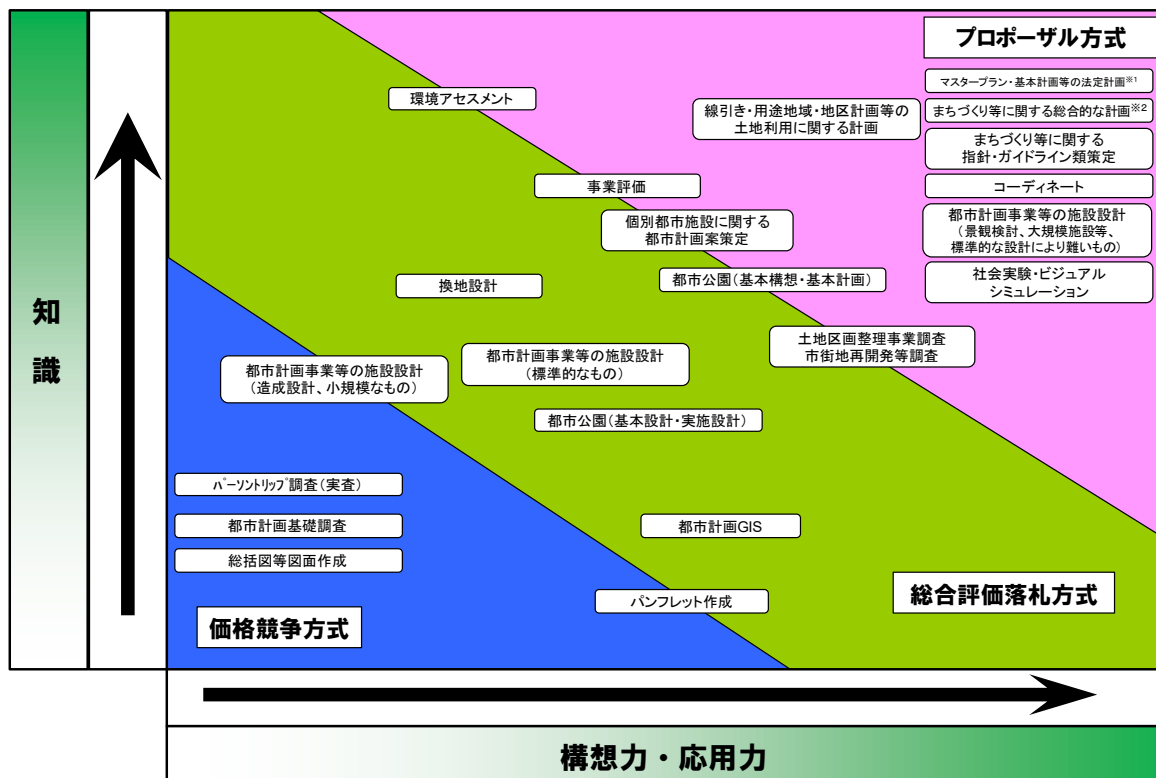 プロポーザル方式
マスタープラン・基本計画等の法定計画※1
まちづくり等に関する総合的な計画※2
まちづくり等に関する
指針・ガイドライン類策定
コーディネート
都市計画事業等の施設設計
(景観検討、大規模施設等、
標準的な設計により難いもの)
社会実験・ビジュアル
シミュレーション
環境アセスメント
線引き・用途地域・地区計画等の
土地利用に関する計画
事業評価
個別都市施設に関する
都市計画案策定
換地設計
都市公園(基本構想・基本計画)
土地区画整理事業調査
市街地再開発等調査
都市計画事業等の施設設計
(造成設計、小規模なもの)
都市計画事業等の施設設計
(標準的なもの)
都市公園(基本設計・実施設計)
パーソントリップ調査(実査)
都市計画基礎調査
総括図等図面作成
都市計画GIS
パンフレット作成
価格競争方式
総合評価落札方式
知
識
構想力・応用力